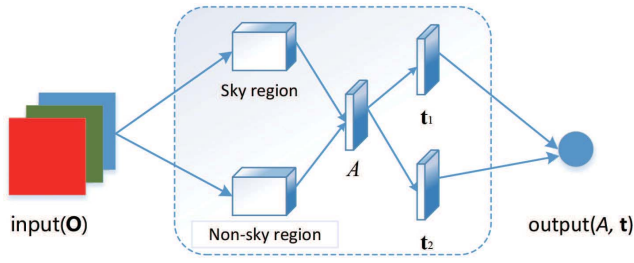 Sky region
t1
A
input(O)
Non-sky region
t2
output(A, t)